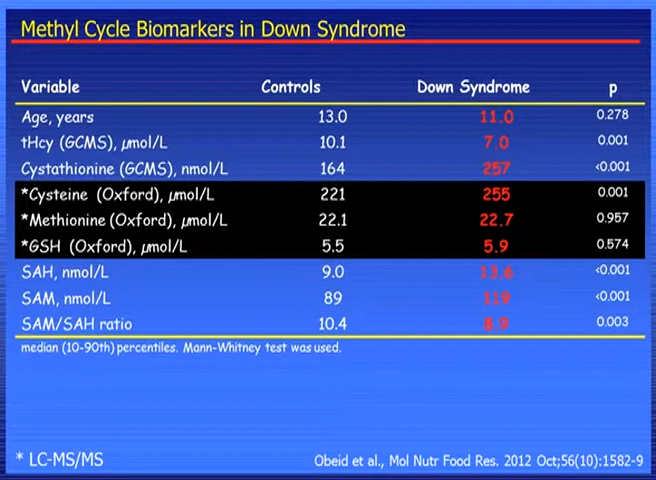 Methyl Cycle Biomarkers in Down Syndrome
Variable Controls Down Syndrome p
Age, years 13.0 11.0 0.278
tHcy (GCMS), µmol/L 10.1 7.0 0.001
Cystathionine (GCMS), nmol/L 164 257 <0.001
*Cysteine (Oxford), µmol/L 221 255 0.001
*Methionine (Oxford), µmol/L 22.1 22.7 0.957
*GSH (Oxford), µmol/L 5.5 5.9 0.574
SAH, nmol/L 9.0 13.6 <0.001
SAM, nmol/L 89 119 <0.001
SAM/SAH ratio 10.4 8.9 0.003
median (10-90th) percentiles. Mann-Whitney test was used.
* LC-MS/MS
Obeid et al., Mol Nutr Food Res. 2012 Oct;56(10):1582-9